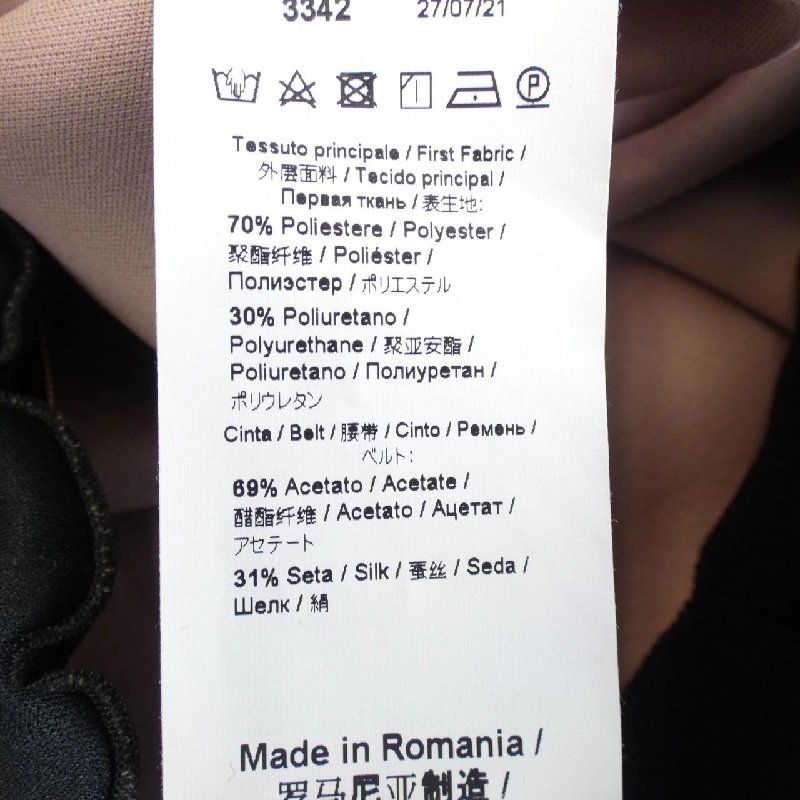 3342 27/07/21
P
Tessuto principale / First Fabric /
外层面料 / Tecido principal /
Первая ткань / 表生地:
70% Poliestere / Polyester /
聚酯纤维 / Poliéster /
Полиэстер / ポリエステル
30% Poliuretano /
Polyurethane / 聚亚安酯 /
Poliuretano / Полиуретан /
ポリウレタン
Cinta / Belt / 腰带 / Cinto / Ремень /
ベルト:
69% Acetato / Acetate /
醋酯纤维 / Acetato / Ацетат /
アセテート
31% Seta / Silk / 蚕丝 / Seda /
Шелк / 絹
Made in Romania /
罗马尼亚制造 /